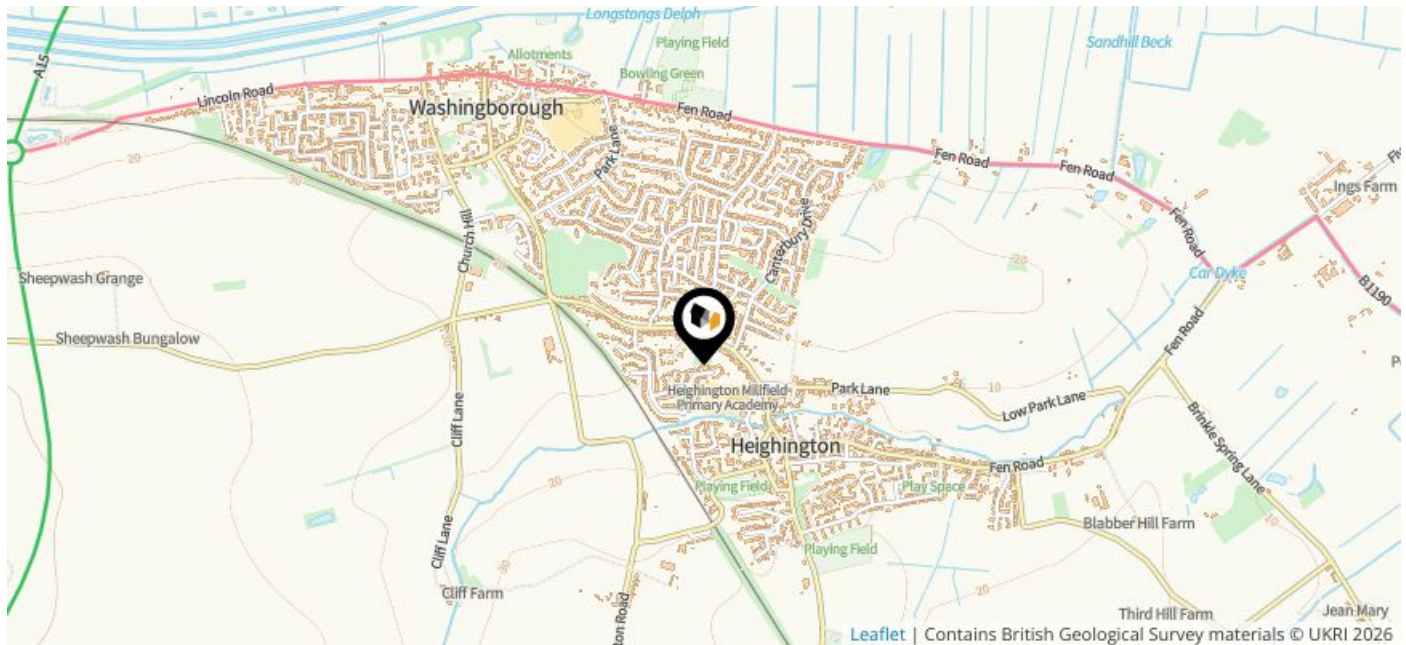 Longstongs Delph
Playing Field
Sandhill Beck
A15
Allotments
Bowling Green
Lincoln Road
Washingborough
Fen Road
Park Lane
Fen Road
Fen Road
Ings Farm
Fen Road
Canterbury Drive
Church Hill
Car Dyke
Sheepwash Grange
B1190
Sheepwash Bungalow
Fen Road
Heighington Millfield
Primary Academy
Park Lane
Low Park Lane
Cliff Lane
Brinkle Spring Lane
Heighington
Fen Road
Playing Field
Play Space
Blabber Hill Farm
Cliff Lane
Playing Field
Cliff Farm
Third Hill Farm
Jean Mary
10
20
30
10
20
10
20
30
20
10
20
Leaflet | Contains British Geological Survey materials © UKRI 2026